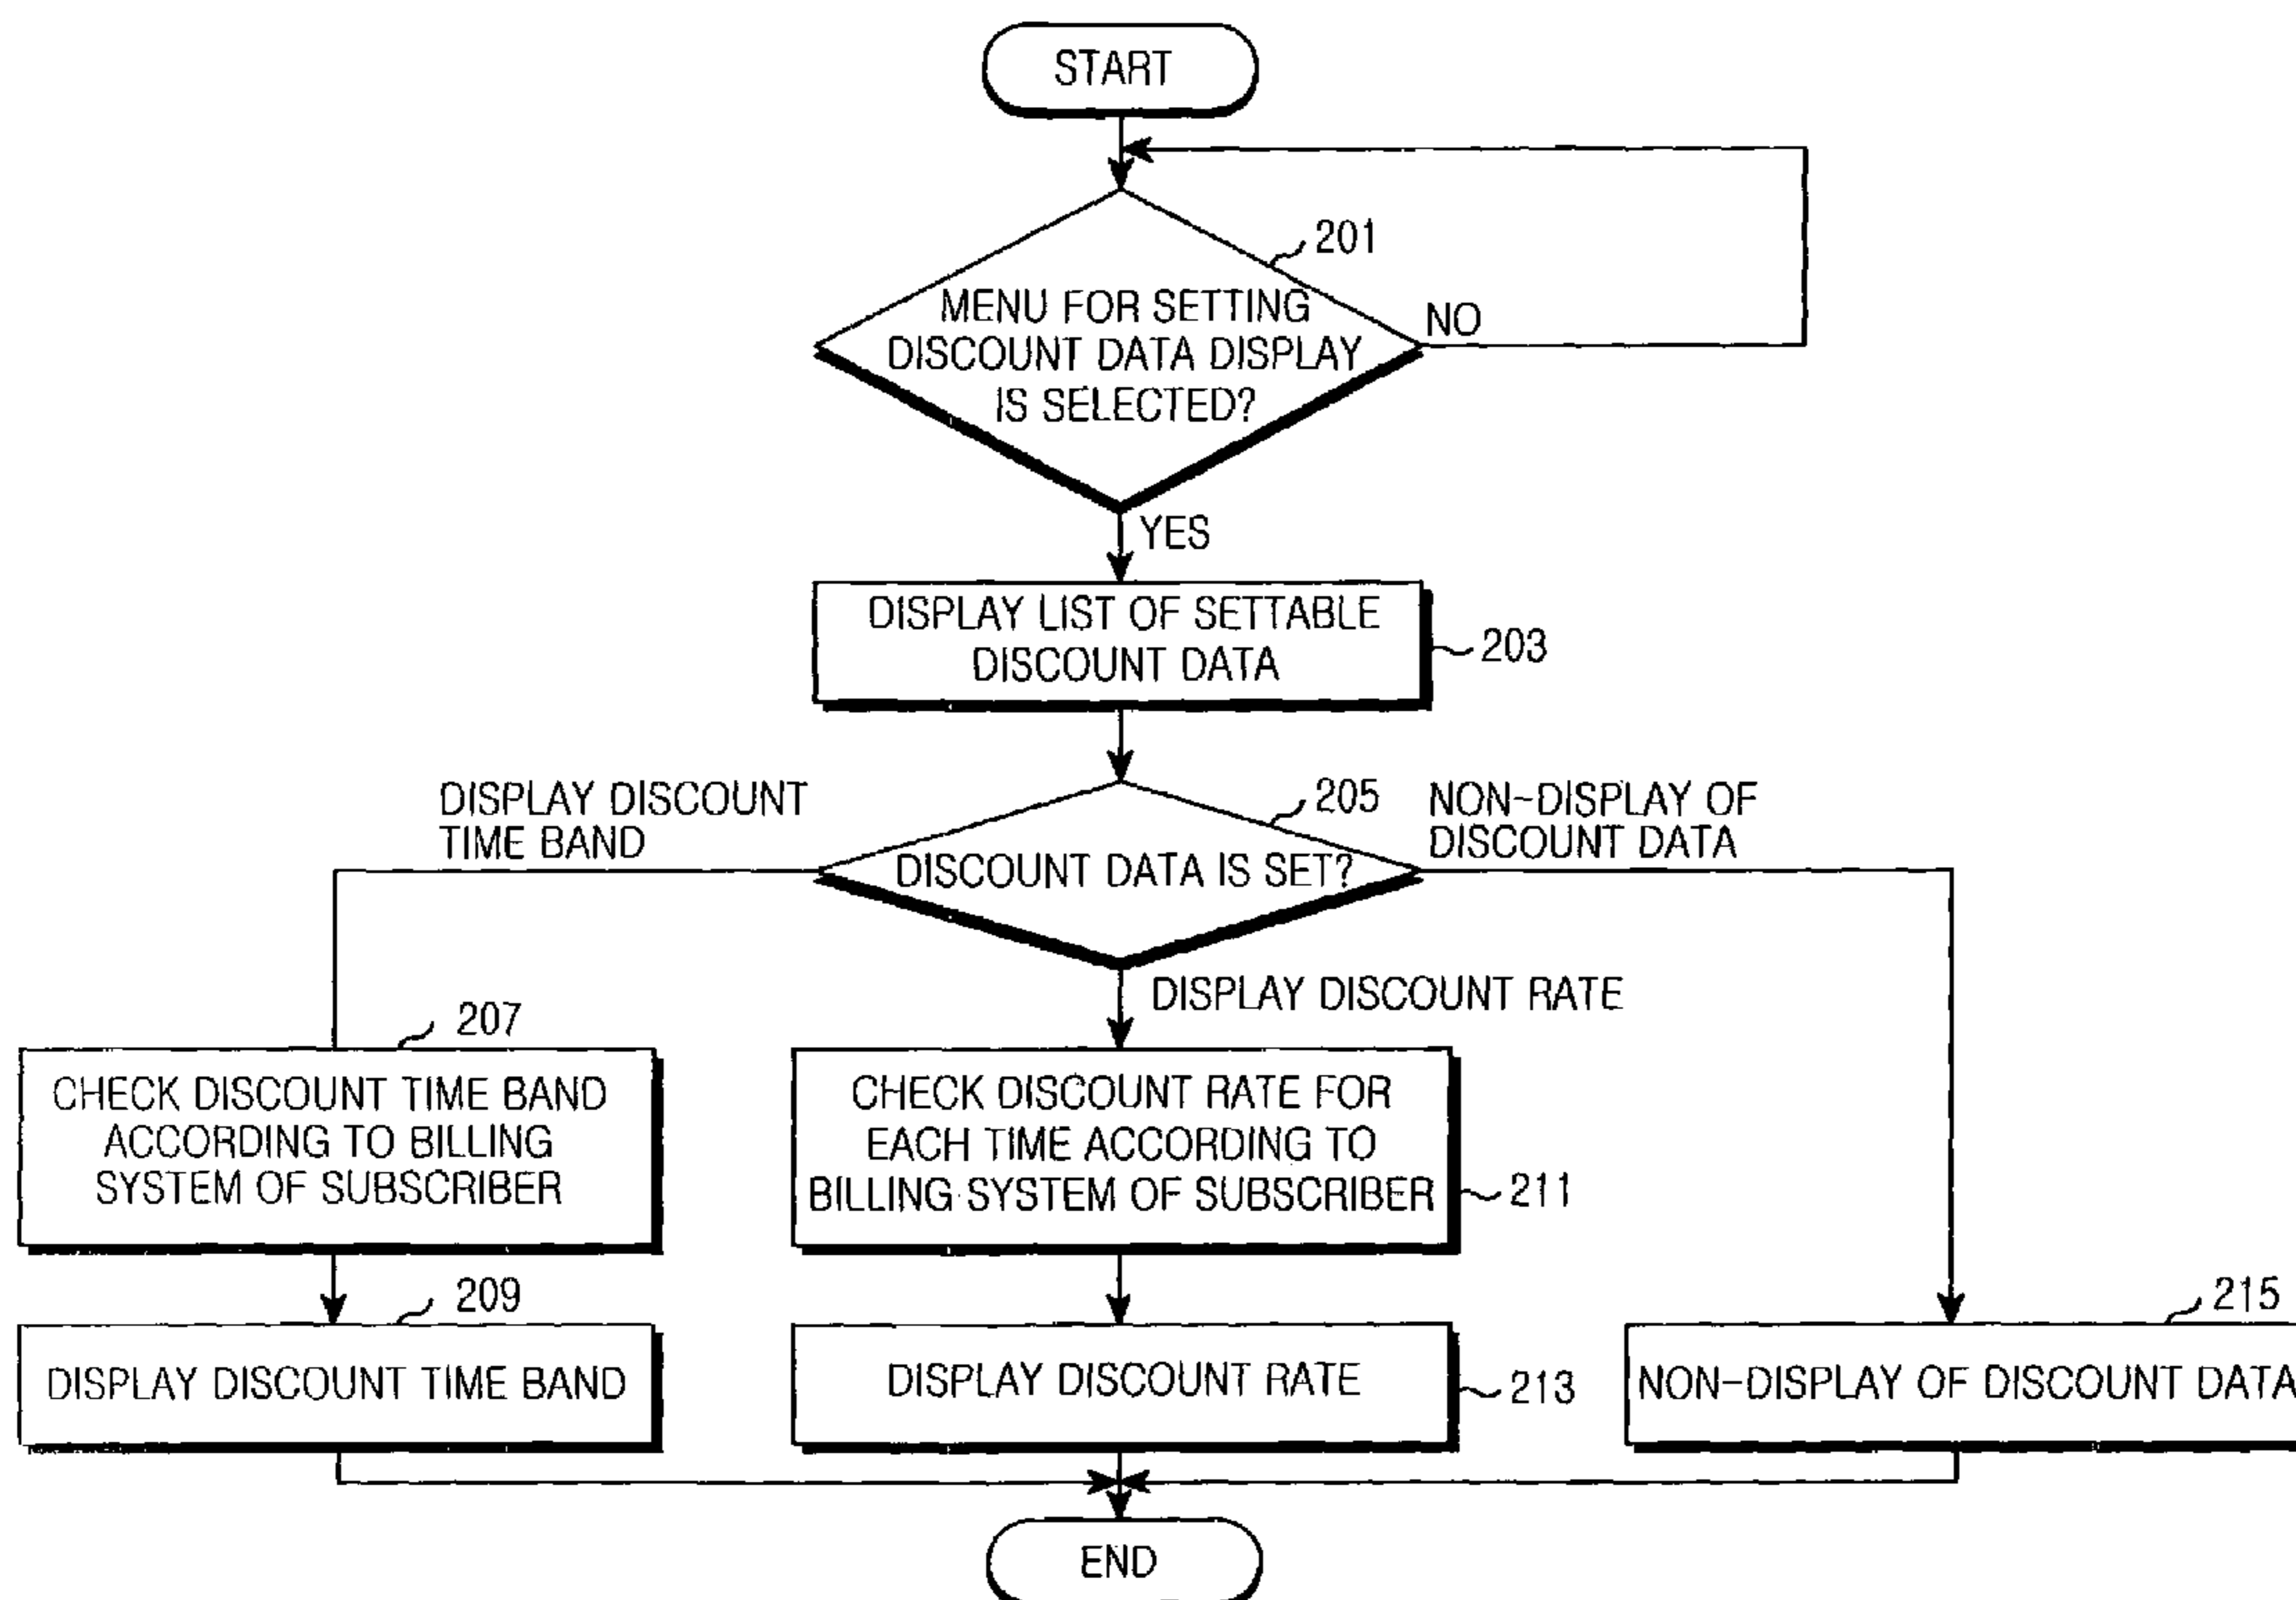 START
201
MENU FOR SETTING
DISCOUNT DATA DISPLAY
IS SELECTED?
NO
YES
DISPLAY LIST OF SETTABLE
DISCOUNT DATA
203
DISPLAY DISCOUNT
TIME BAND
205
NON-DISPLAY OF
DISCOUNT DATA
DISCOUNT DATA IS SET?
DISPLAY DISCOUNT RATE
207
CHECK DISCOUNT TIME BAND
ACCORDING TO BILLING
SYSTEM OF SUBSCRIBER
CHECK DISCOUNT RATE FOR
EACH TIME ACCORDING TO
BILLING SYSTEM OF SUBSCRIBER
211
209
DISPLAY DISCOUNT TIME BAND
DISPLAY DISCOUNT RATE
213
215
NON-DISPLAY OF DISCOUNT DATA
END